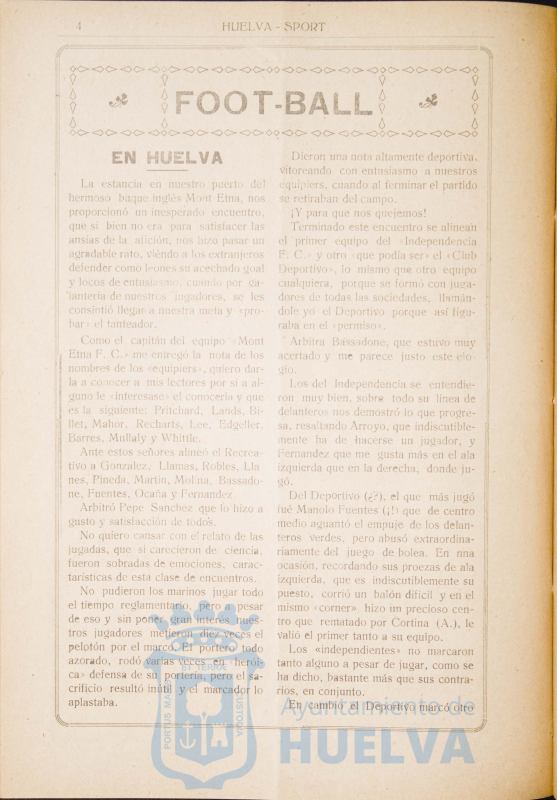 4
HUELVA - SPORT
FOOT-BALL
EN HUELVA
La estancia en nuestro puerto del
hermoso buque inglés Mont Etna, nos
proporcionó un inesperado encuentro,
que si bien no era para satisfacer las
ansias de la afición, nos hizo pasar un
agradable rato, viéndo a los extranjeros
defender como leones su acechado goal
y locos de entusiasmo, cuando por ga-
lantería de nuestros jugadores, se les
consintió llegar a nuestra meta y «pro-
bar» el tanteador.
Como el capitán del equipo «Mont
Etna F. C.» me entregó la nota de los
nombres de los «equipiers», quiero dar-
la a conocer a mis lectores por si a al-
guno le «interesase» el conocerla y que
es la siguiente: Pritchard, Lands, Bi-
llet, Mahor, Recharts, Lee, Edgeller,
Barres, Mullaly y Whittle.
Ante estos señores alineó el Recrea-
tivo a Gonzalez, Llamas, Robles, Lla
nes, Pineda, Martin, Molina, Bassado-
ne, Fuentes, Ocaña y Fernandez
Arbitró Pepe Sanchez que lo hizo a
gusto y satisfacción de todos.
No quiero cansar con el relato de las
jugadas, que si carecieron de ciencia,
fueron sobradas de emociones, carac-
tarísticas de esta clase de encuentros.
No pudieron los marinos jugar todo
el tiempo reglamentario, pero a pesar
de eso y sin poner gran interés nues-
tros jugadores metieron diez veces el
pelotón por el marco. El portero todo
azorado, rodó varias veces en «herói-
ca» defensa de su portería, pero el sa-
crificio resultó inútil y el marcador lo
aplastaba.
Dieron una nota altamente deportiva,
vitoreando con entusiasmo a nuestros
equipiers, cuando al ferminar el partido
se retiraban del campo.
¡Y para que nos quejemos!
Terminado este encuentro se alinean
el primer equipo del «Independencia
F. C.» y otro «que podía ser» el «Club
Deportivo», lo mismo que otro equipo
cualquiera, porque se formó con juga-
dores de todas las sociedades, llamán-
dole yo el Deportivo porque así figu-
raba en el «permiso».
Arbitra Bassadone, que estuvo muy
acertado y me parece justo este elo-
gio.
Los del Independencia se entendie-
ron muy bien, sobre todo su línea de
delanteros nos demostró lo que progre-
sa, resaltando Arroyo, que indiscutible-
mente ha de hacerse un jugador, y
Fernandez que me gusta más en el ala
izquierda que en la derecha, donde ju-
gó.
Del Deportivo (¿?), el que más jugó
fué Manolo Fuentes (¡!) que de centro
medio aguantó el empuje de los delan-
teros verdes, pero abusó extraordina-
riamente del juego de bolea. En nna
ocasión, recordando sus proezas de ala
izquierda, que es indiscutiblemente su
puesto, corrió un balón difícil y en el
mismo «corner» hizo un precioso cen-
tro que rematado por Cortina (A.), le
valió el primer tanto a su equipo.
Los «independientes» no marcaron
tanto alguno a pesar de jugar, como se
ha dicho, bastante más que sus contra-
rios, en conjunto.
En cambio el Deportivo marcó otro
PORTUS MARIS ET TERRÆ CUSTODIA
Ayuntamiento de
HUELVA